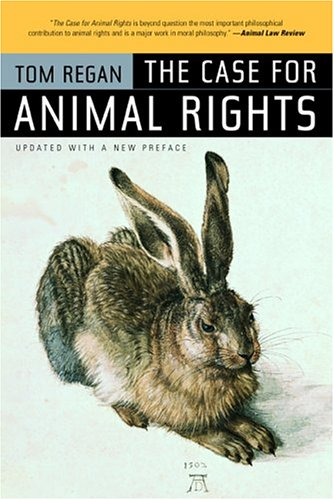 "The Case for Animal Rights is beyond question the most important philosophical
contribution to animal rights and is a major work in moral philosophy." —Animal Law Review
TOM REGAN THE CASE FOR
ANIMAL RIGHTS
UPDATED WITH A NEW PREFACE
1502
AD